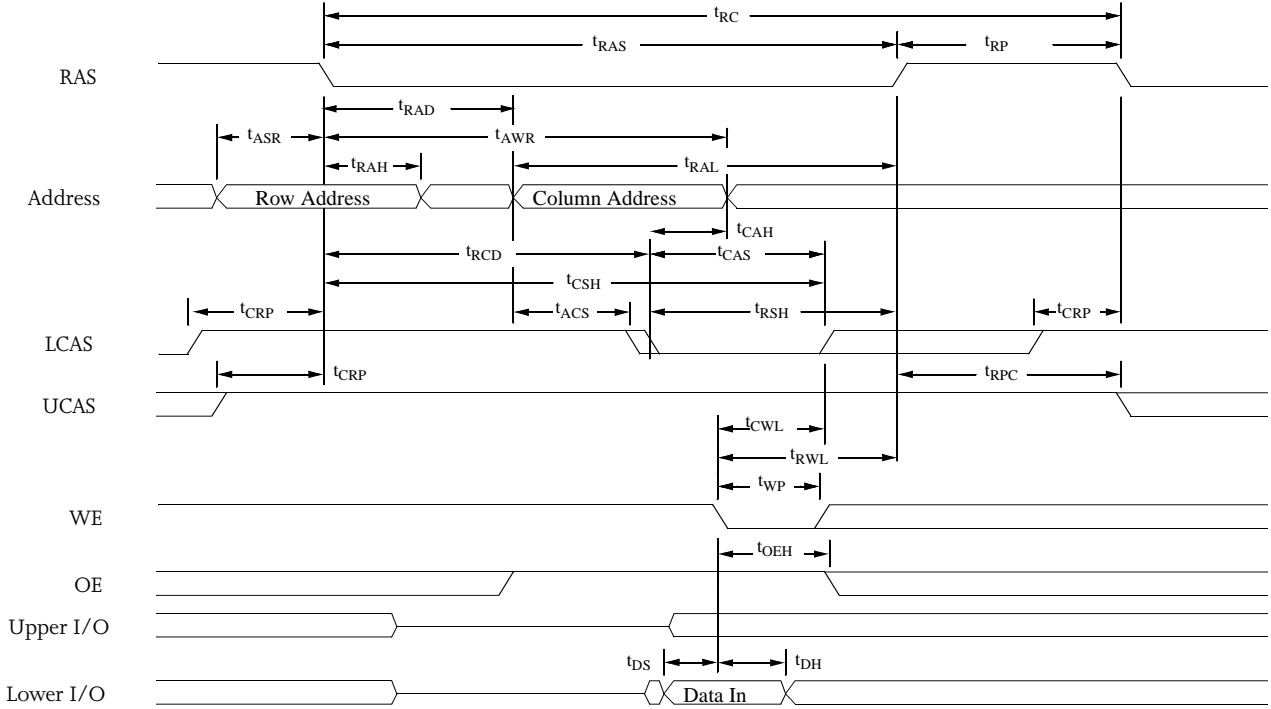 tRC
tRAS
tRP
RAS
tRAD
tASR
tAWR
tRAH
tRAL
Address
Row Address
Column Address
tCAH
tRCD
tCAS
tCSH
tCRP
tACS
tRSH
tCRP
LCAS
tCRP
tRPC
UCAS
tCWL
tRWL
tWP
WE
tOEH
OE
Upper I/O
tDS
tDH
Lower I/O
Data In